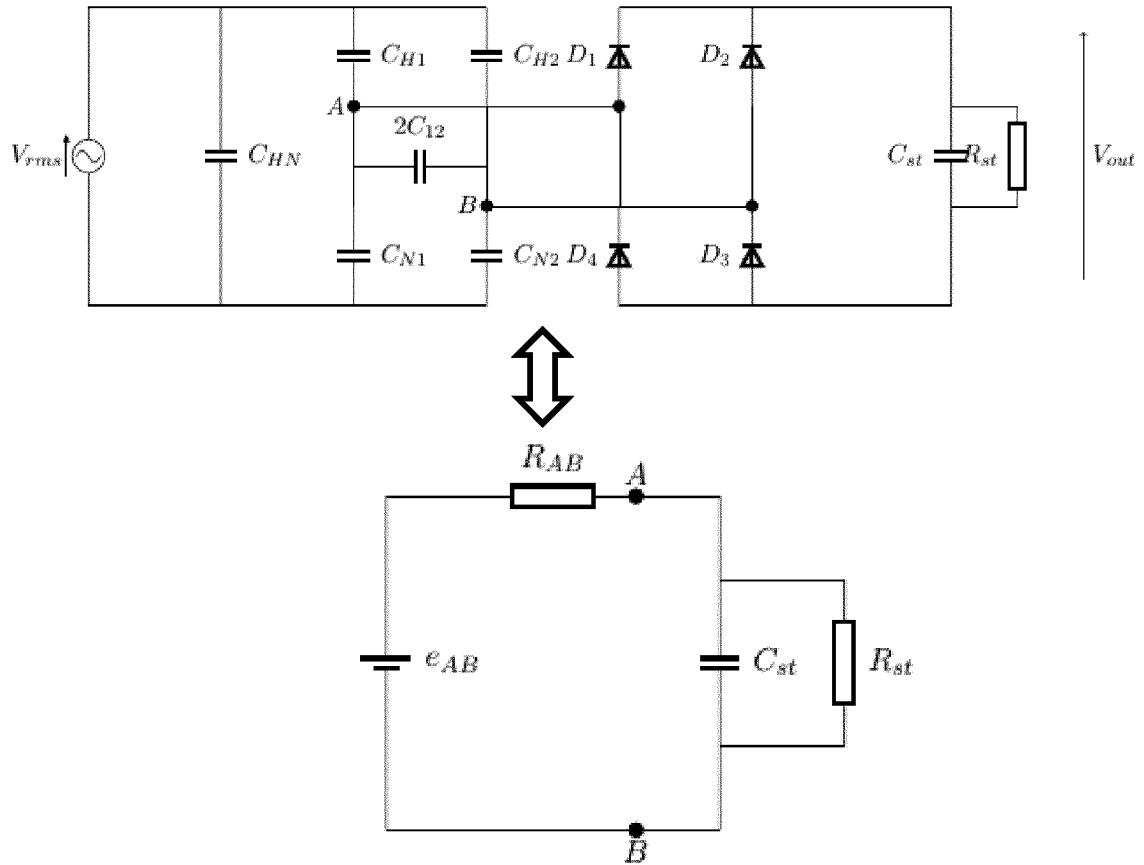 C_{H1} C_{H2} D_1 D_2
A
2C_{12}
V_{rms} C_{HN} C_{st} R_{st} V_{out}
B
C_{N1} C_{N2} D_4 D_3
R_{AB}
A
e_{AB} C_{st} R_{st}
B